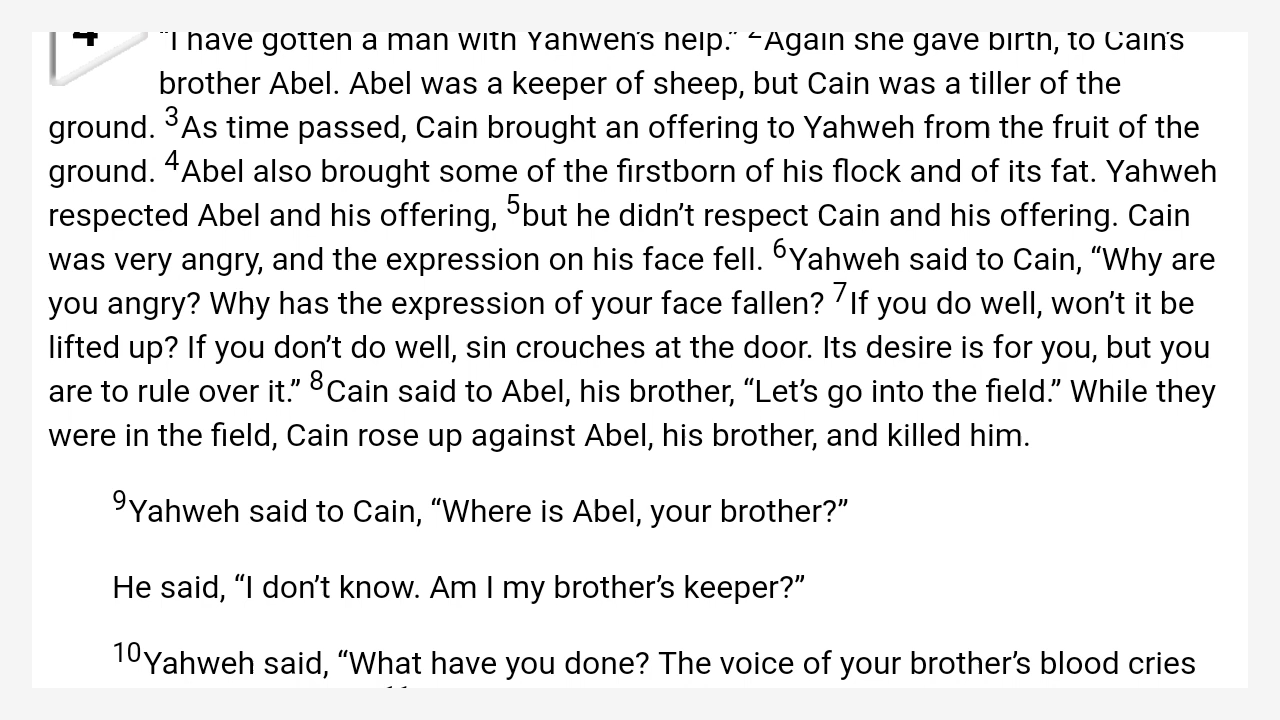 4 “I have gotten a man with Yahweh’s help.” 2Again she gave birth, to Cain’s
brother Abel. Abel was a keeper of sheep, but Cain was a tiller of the
ground. 3As time passed, Cain brought an offering to Yahweh from the fruit of the
ground. 4Abel also brought some of the firstborn of his flock and of its fat. Yahweh
respected Abel and his offering, 5but he didn’t respect Cain and his offering. Cain
was very angry, and the expression on his face fell. 6Yahweh said to Cain, “Why are
you angry? Why has the expression of your face fallen? 7If you do well, won’t it be
lifted up? If you don’t do well, sin crouches at the door. Its desire is for you, but you
are to rule over it.” 8Cain said to Abel, his brother, “Let’s go into the field.” While they
were in the field, Cain rose up against Abel, his brother, and killed him.
9Yahweh said to Cain, “Where is Abel, your brother?”
He said, “I don’t know. Am I my brother’s keeper?”
10Yahweh said, “What have you done? The voice of your brother’s blood cries